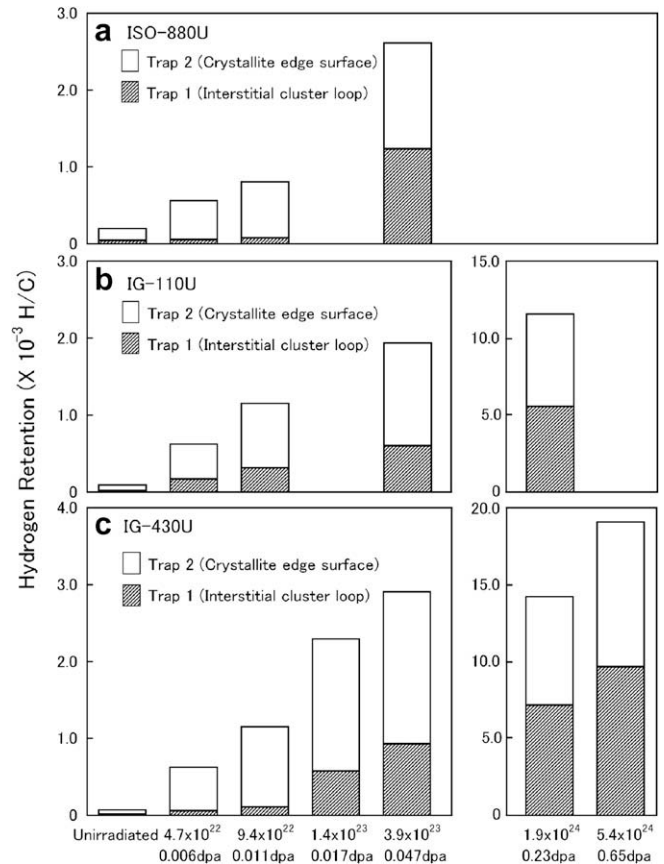 a ISO-880U
Trap 2 (Crystallite edge surface)
Trap 1 (Interstitial cluster loop)
3.0
2.0
1.0
0
b IG-110U
Trap 2 (Crystallite edge surface)
Trap 1 (Interstitial cluster loop)
3.0
2.0
1.0
0
15.0
10.0
5.0
0
c IG-430U
Trap 2 (Crystallite edge surface)
Trap 1 (Interstitial cluster loop)
4.0
3.0
2.0
1.0
0
20.0
15.0
10.0
5.0
0
Hydrogen Retention (X 10⁻³ H/C)
Unirradiated 4.7x10²² 9.4x10²² 1.4x10²³ 3.9x10²³ 1.9x10²⁴ 5.4x10²⁴
0.006dpa 0.011dpa 0.017dpa 0.047dpa 0.23dpa 0.65dpa